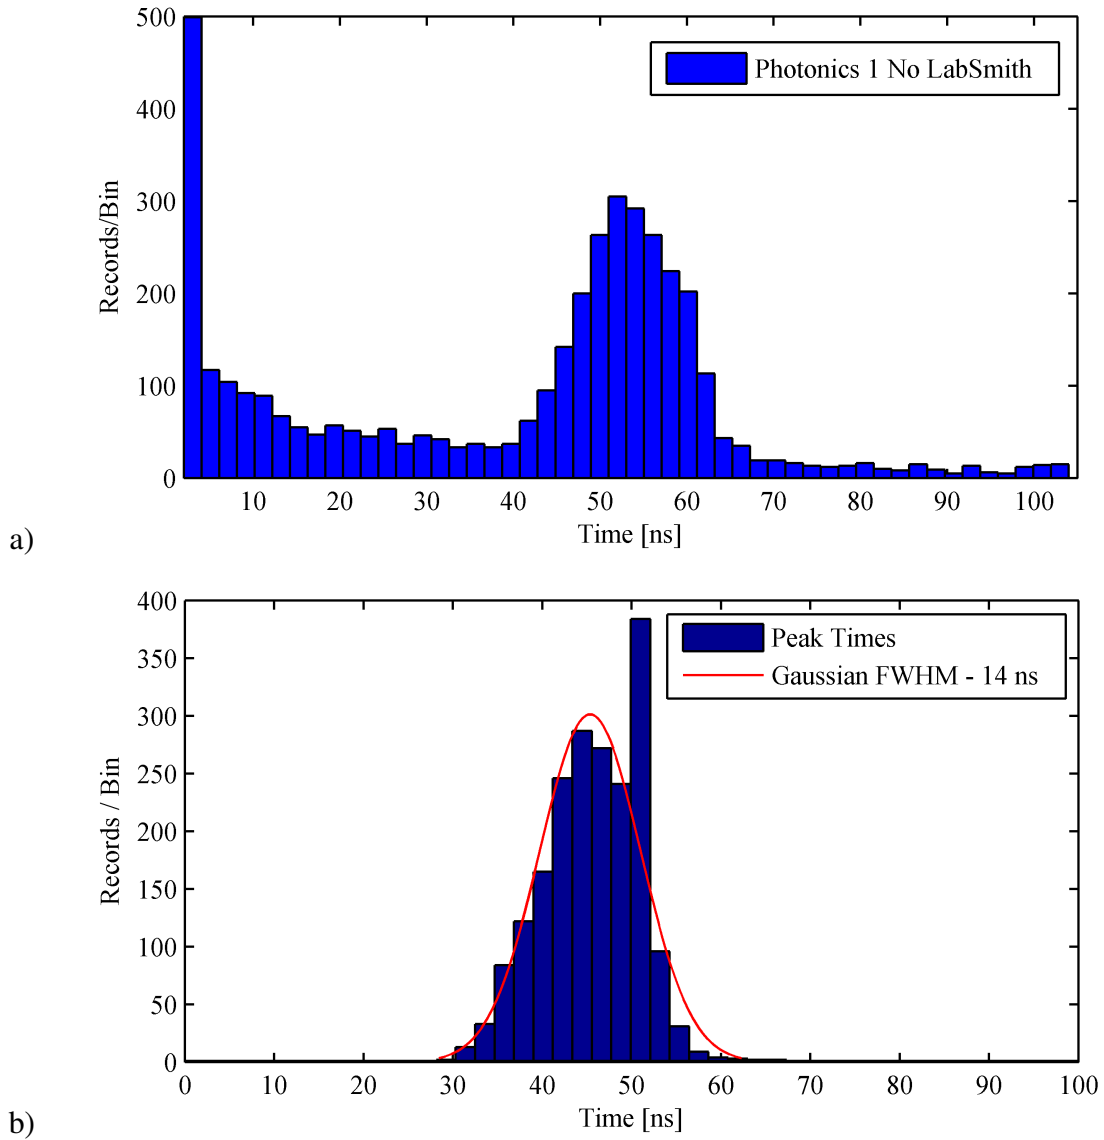 500
400
300
200
100
0
Records/Bin
Photonics 1 No LabSmith
10 20 30 40 50 60 70 80 90 100
Time [ns]
a)
400
350
300
250
200
150
100
50
0
Records / Bin
Peak Times
Gaussian FWHM - 14 ns
0 10 20 30 40 50 60 70 80 90 100
Time [ns]
b)